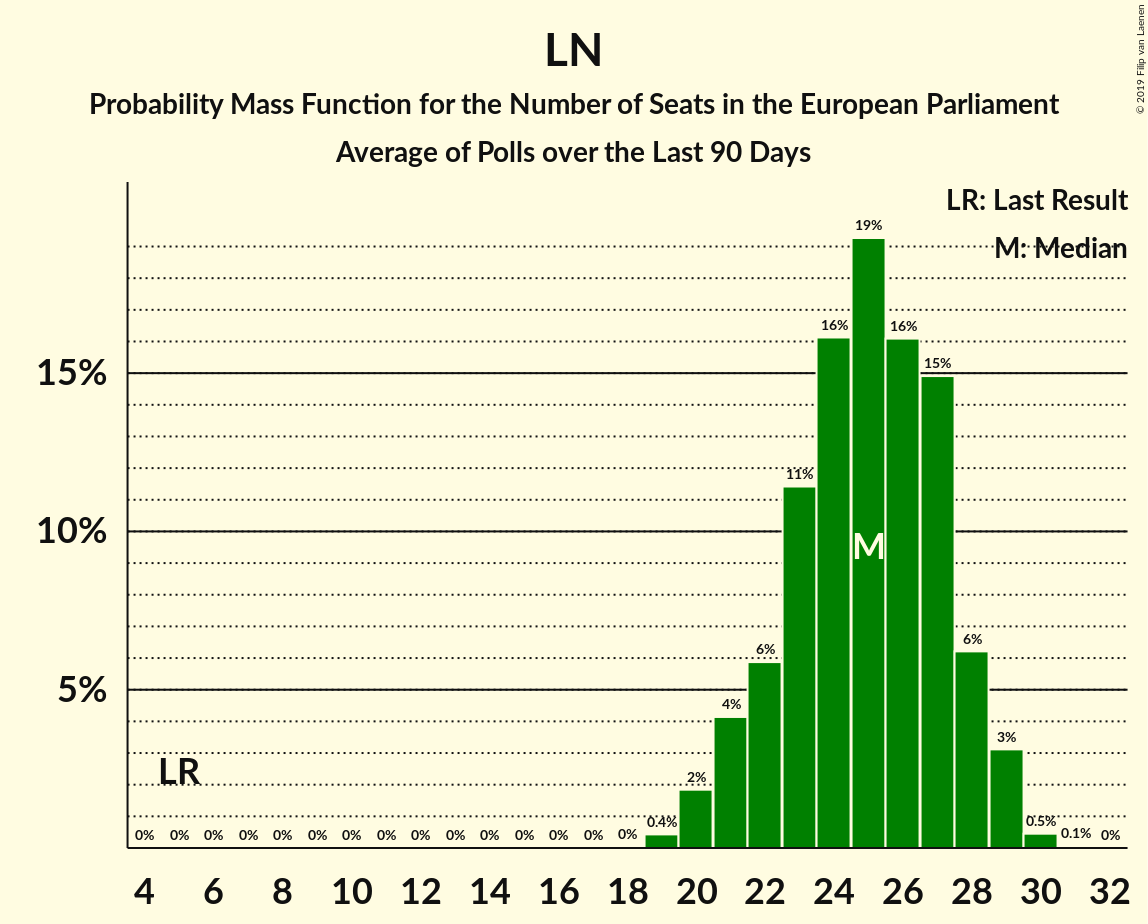 LN
Probability Mass Function for the Number of Seats in the European Parliament
Average of Polls over the Last 90 Days
© 2019 Filip van Laenen
LR: Last Result
M: Median
15%
10%
5%
LR
M
0% 0% 0% 0% 0% 0% 0% 0% 0% 0% 0% 0% 0% 0% 0% 0.4% 2% 4% 6% 11% 16% 19% 16% 15% 6% 3% 0.5% 0.1% 0%
4 6 8 10 12 14 16 18 20 22 24 26 28 30 32